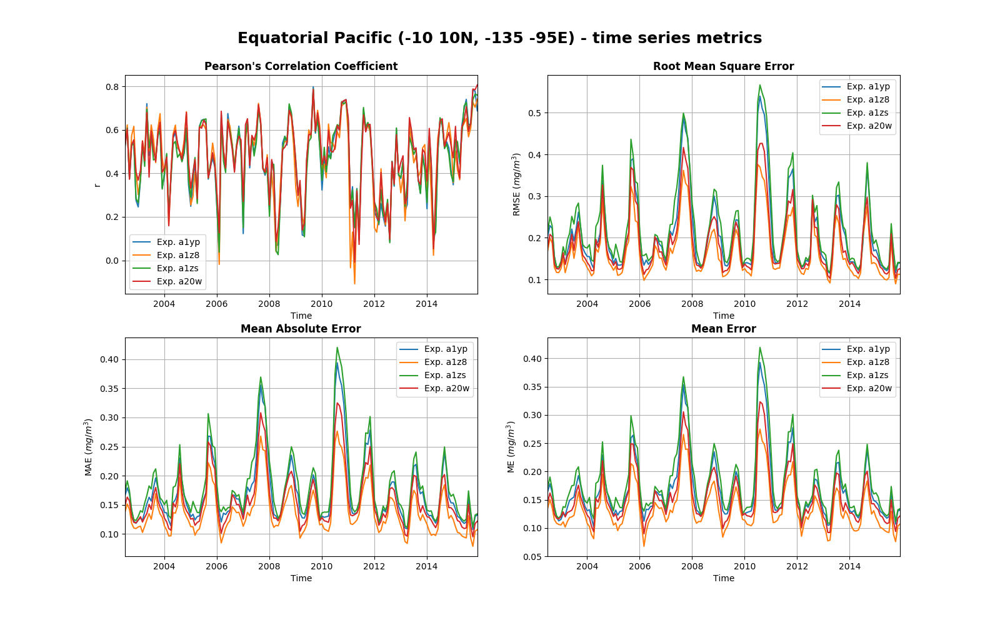 Equatorial Pacific (-10 10N, -135 -95E) - time series metrics
Pearson's Correlation Coefficient
r
0.8
0.6
0.4
0.2
0.0
Exp. a1yp
Exp. a1z8
Exp. a1zs
Exp. a20w
2004 2006 2008 2010 2012 2014
Time
Root Mean Square Error
RMSE (mg/m³)
0.5
0.4
0.3
0.2
0.1
Exp. a1yp
Exp. a1z8
Exp. a1zs
Exp. a20w
2004 2006 2008 2010 2012 2014
Time
Mean Absolute Error
MAE (mg/m³)
0.40
0.35
0.30
0.25
0.20
0.15
0.10
Exp. a1yp
Exp. a1z8
Exp. a1zs
Exp. a20w
2004 2006 2008 2010 2012 2014
Time
Mean Error
ME (mg/m³)
0.40
0.35
0.30
0.25
0.20
0.15
0.10
0.05
Exp. a1yp
Exp. a1z8
Exp. a1zs
Exp. a20w
2004 2006 2008 2010 2012 2014
Time